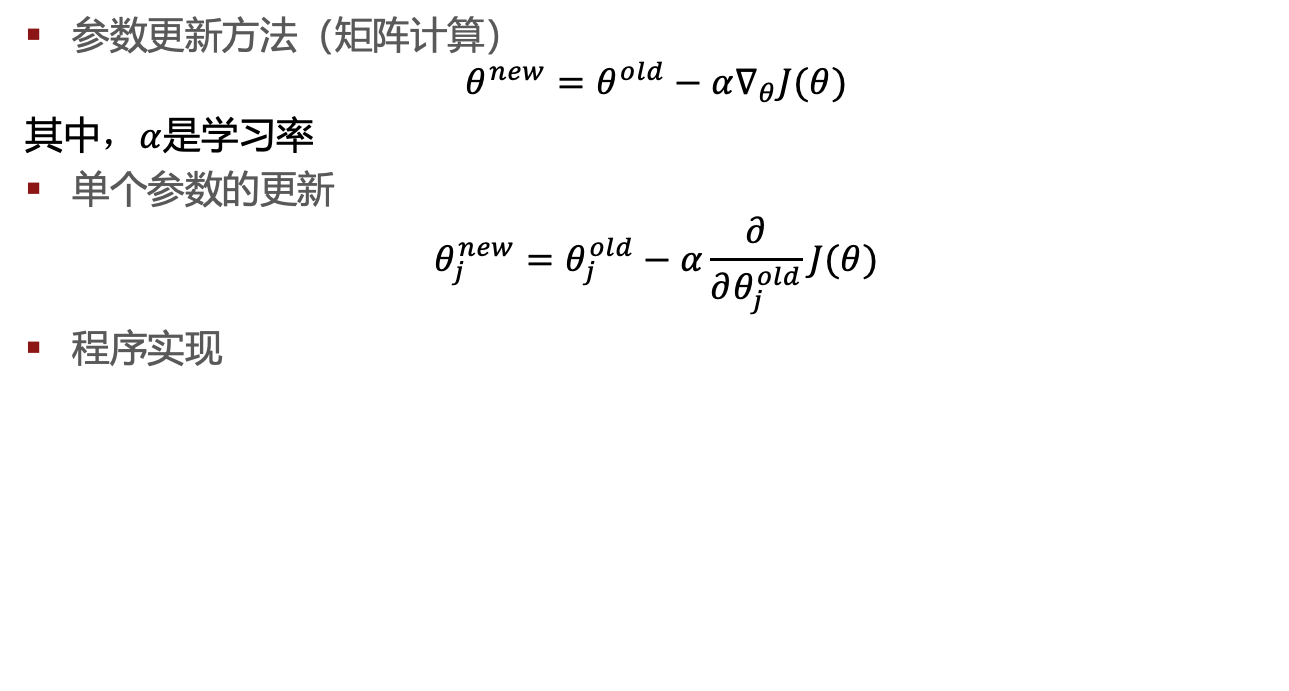 ▪ 参数更新方法（矩阵计算）
θ^{new} = θ^{old} − α∇_θ J(θ)
其中，α是学习率
▪ 单个参数的更新
θ_j^{new} = θ_j^{old} − α \frac{∂}{∂θ_j^{old}} J(θ)
▪ 程序实现